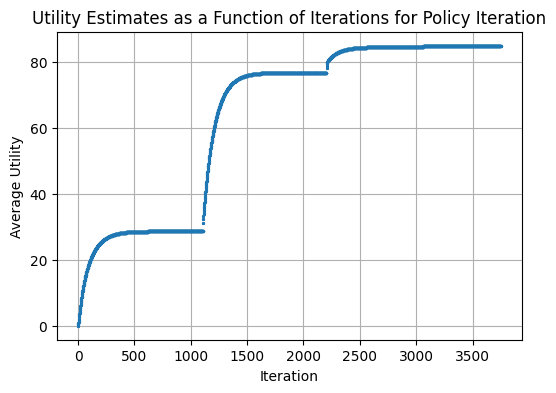 Utility Estimates as a Function of Iterations for Policy Iteration
80
60
40
20
0
Average Utility
0 500 1000 1500 2000 2500 3000 3500
Iteration